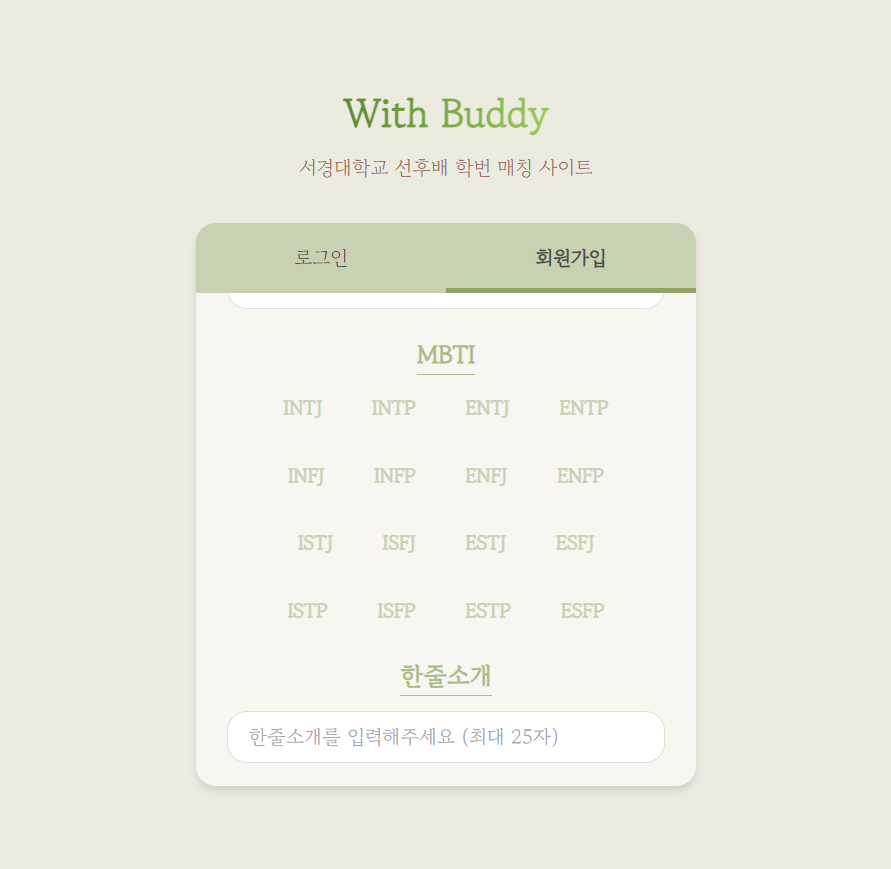 With Buddy
서경대학교 선후배 학번 매칭 사이트
로그인 회원가입
MBTI
INTJ INTP ENTJ ENTP
INFJ INFP ENFJ ENFP
ISTJ ISFJ ESTJ ESFJ
ISTP ISFP ESTP ESFP
한줄소개
한줄소개를 입력해주세요 (최대 25자)